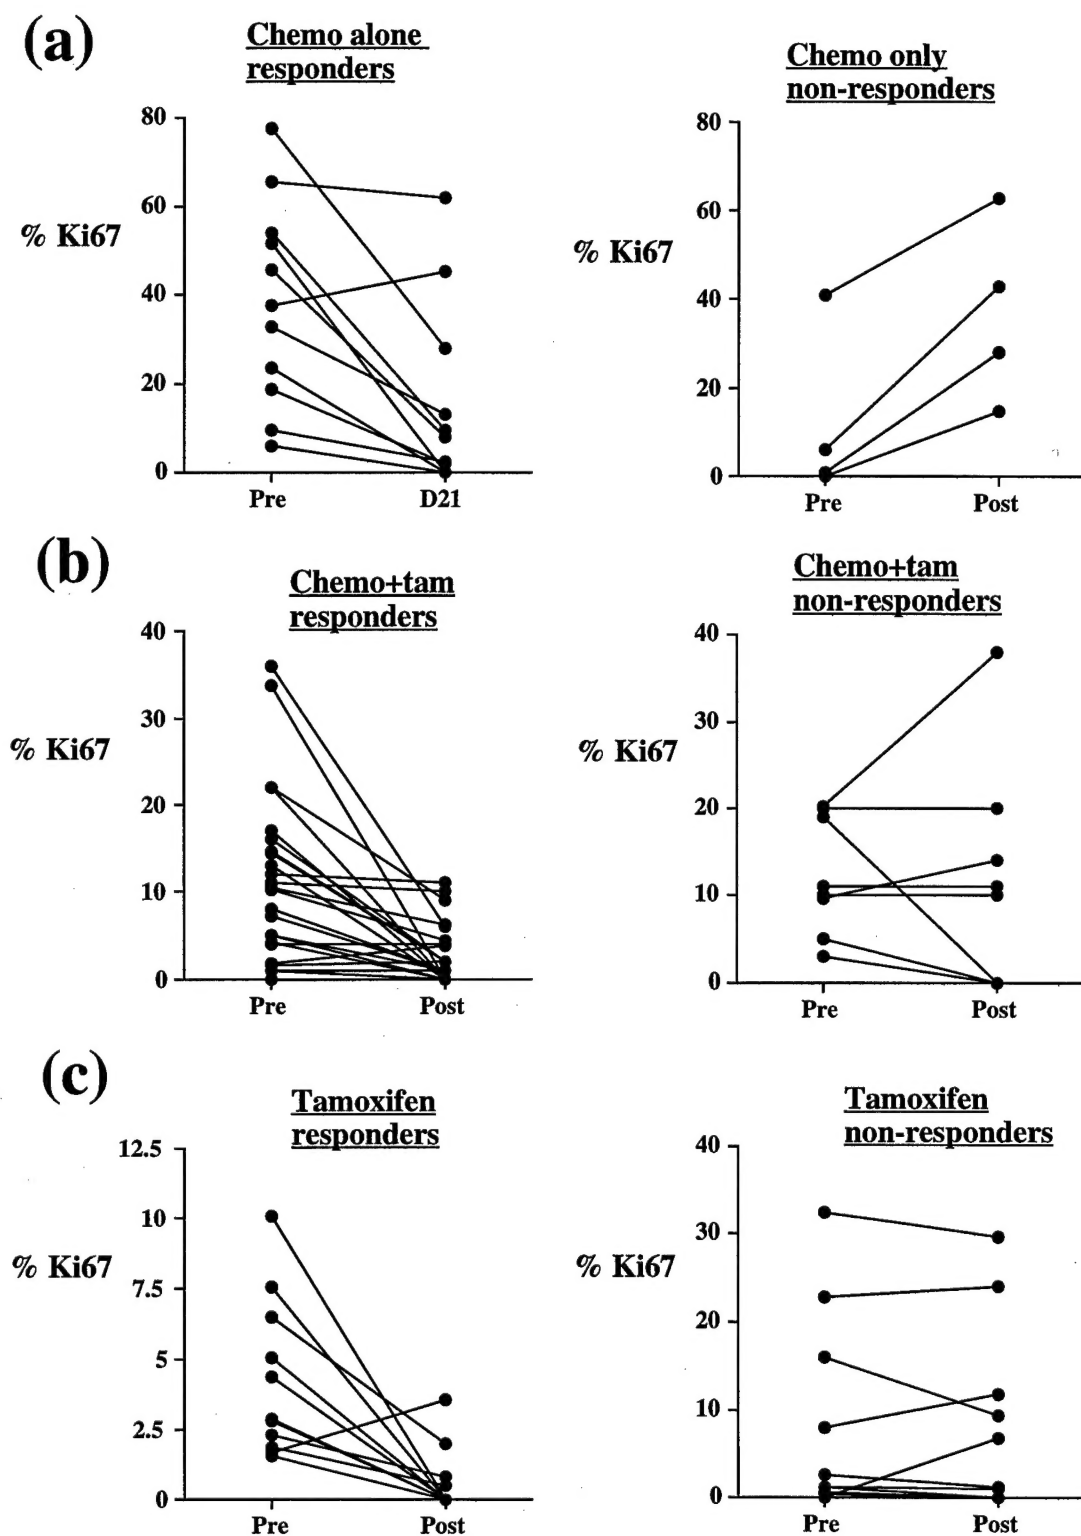 (a)
Chemo alone
responders
Chemo only
non-responders
80
60
40
20
0
% Ki67
Pre
D21
80
60
40
20
0
% Ki67
Pre
Post
(b)
Chemo+tam
responders
Chemo+tam
non-responders
40
30
20
10
0
% Ki67
Pre
Post
40
30
20
10
0
% Ki67
Pre
Post
(c)
Tamoxifen
responders
Tamoxifen
non-responders
12.5
10
7.5
5
2.5
0
% Ki67
Pre
Post
40
30
20
10
0
% Ki67
Pre
Post